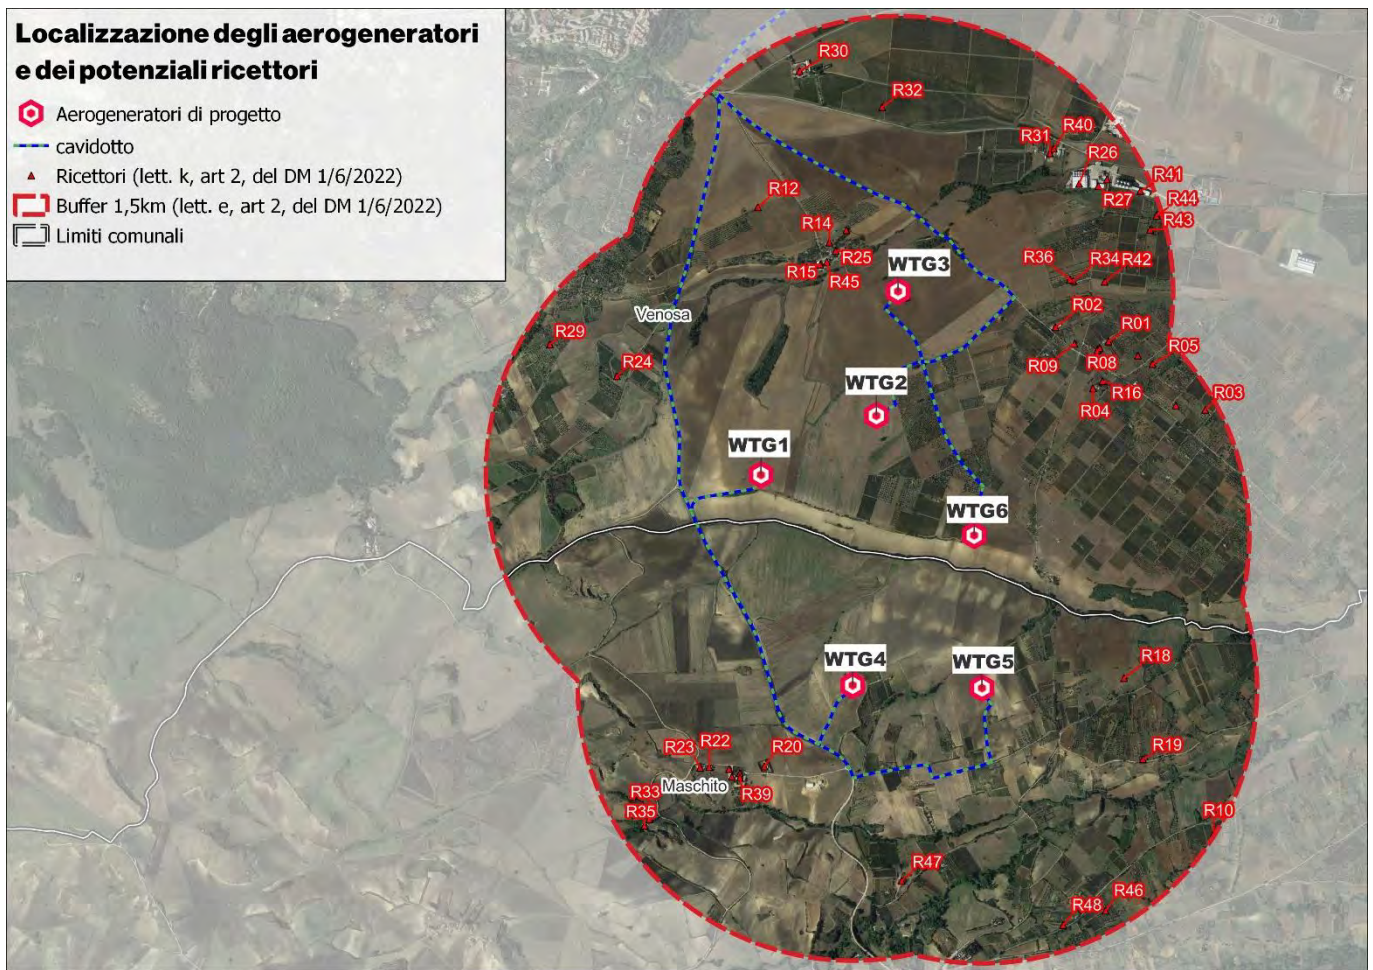 Localizzazione degli aerogeneratori
e dei potenziali ricettori
Aerogeneratori di progetto
cavidotto
Ricettori (lett. k, art 2, del DM 1/6/2022)
Buffer 1,5km (lett. e, art 2, del DM 1/6/2022)
Limiti comunali
R30
R32
R31
R40
R26
R27
R41
R44
R43
R12
R14
R25
R15
R45
WTG3
R36
R34
R42
Venosa
R02
R01
R29
R24
R09
R08
R05
WTG2
R16
R04
R03
WTG1
WTG6
WTG4
WTG5
R18
R23
R22
R20
R19
Maschito
R39
R33
R35
R10
R47
R48
R46